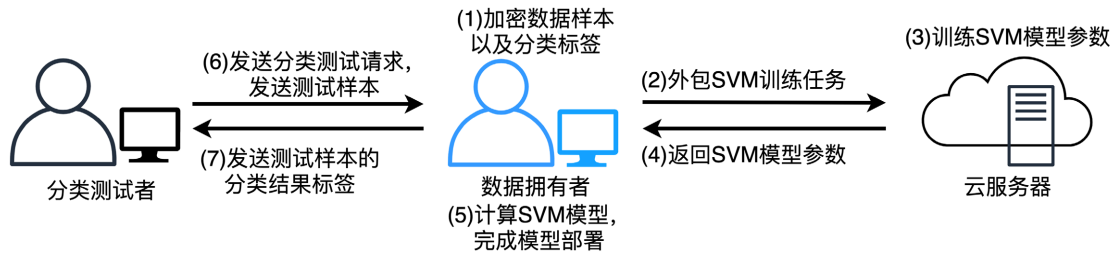 (1)加密数据样本
以及分类标签
(3)训练SVM模型参数
(6)发送分类测试请求,
发送测试样本
(2)外包SVM训练任务
(7)发送测试样本的
分类结果标签
(4)返回SVM模型参数
分类测试者
数据拥有者
云服务器
(5)计算SVM模型,
完成模型部署